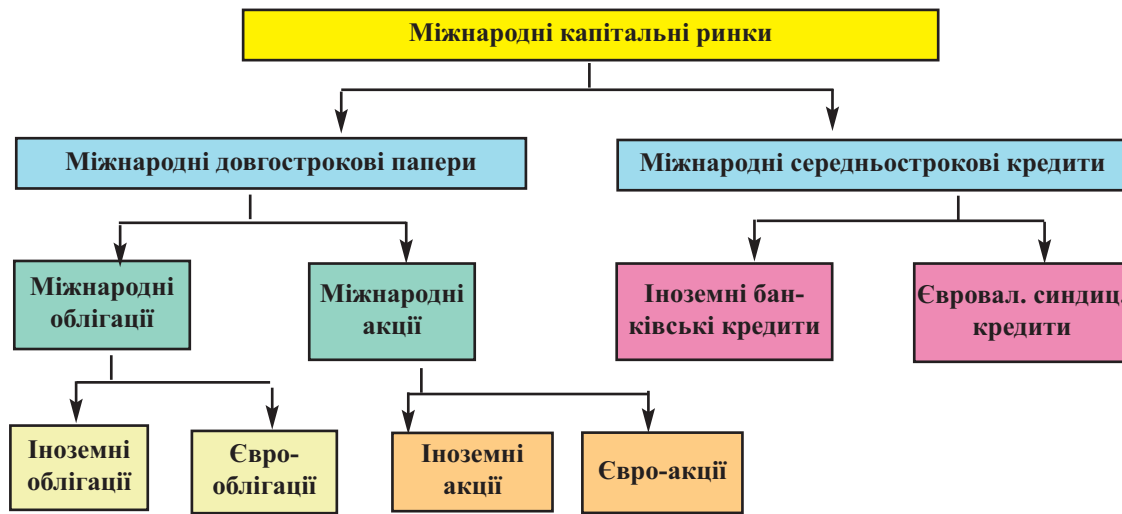 Міжнародні капітальні ринки
Міжнародні довгострокові папери
Міжнародні середньострокові кредити
Міжнародні
облігації
Міжнародні
акції
Іноземні бан-
ківські кредити
Євровал. синдиц.
кредити
Іноземні
облігації
Євро-
облігації
Іноземні
акції
Євро-акції